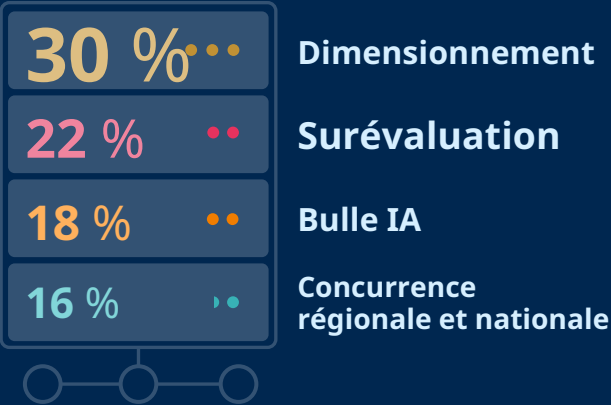 30 %
Dimensionnement
22 %
Surévaluation
18 %
Bulle IA
16 %
Concurrence
régionale et nationale